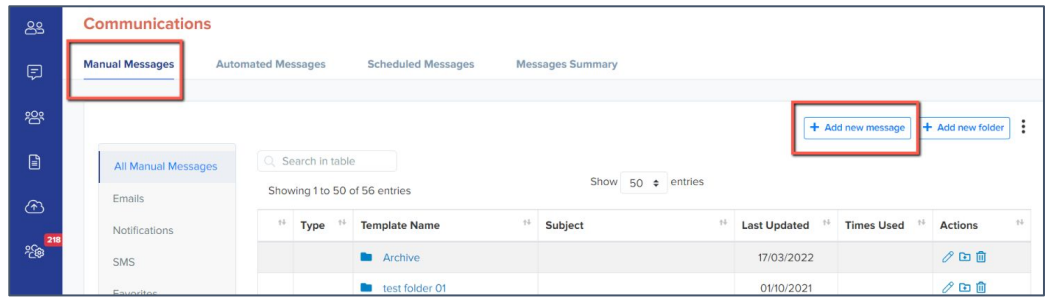 Communications
Manual Messages Automated Messages Scheduled Messages Messages Summary
+ Add new message + Add new folder
All Manual Messages
Emails
Notifications
SMS
Favorites
218
Search in table
Showing 1 to 50 of 56 entries Show 50 entries
Type Template Name Subject Last Updated Times Used Actions
Archive 17/03/2022
test folder 01 01/10/2021